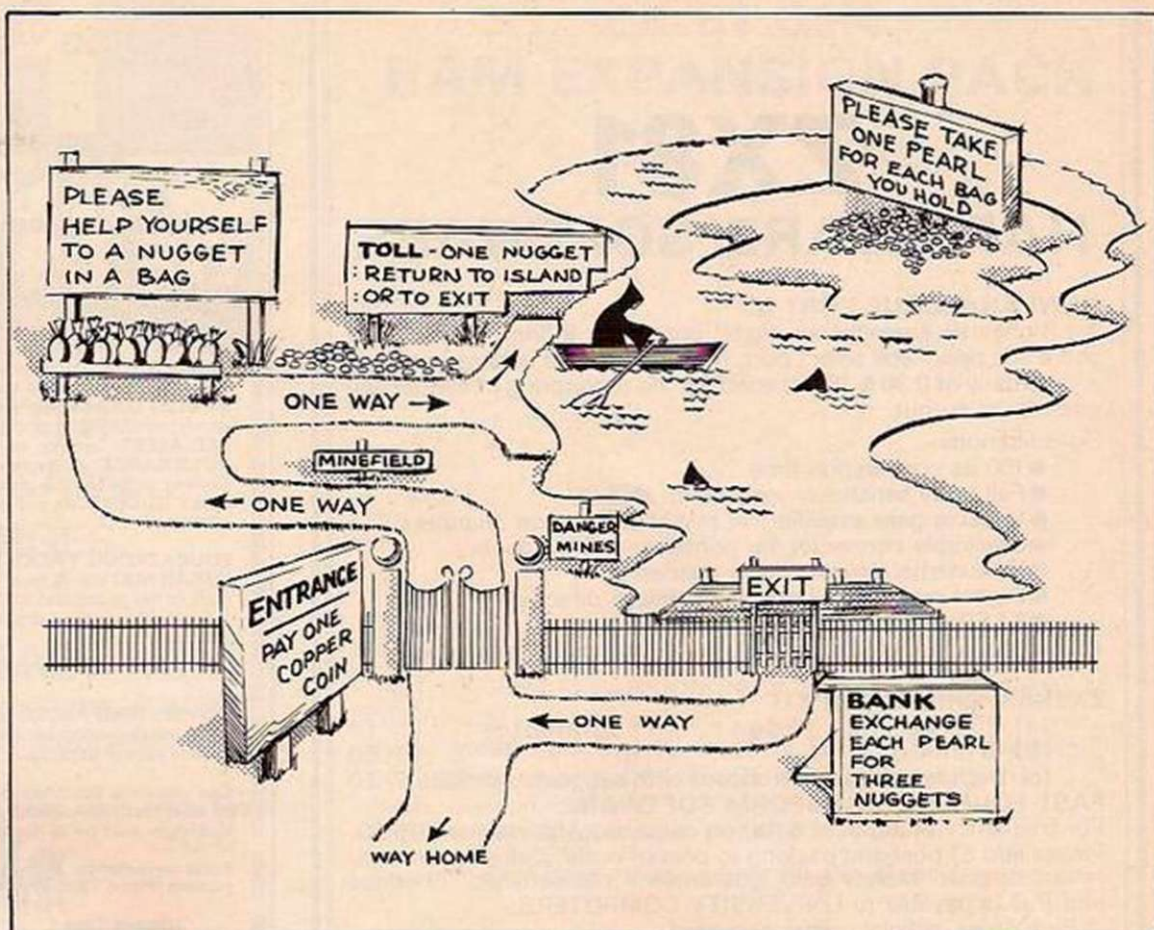 PLEASE
HELP YOURSELF
TO A NUGGET
IN A BAG
TOLL - ONE NUGGET
: RETURN TO ISLAND
: OR TO EXIT
PLEASE TAKE
ONE PEARL
FOR EACH BAG
YOU HOLD
ONE WAY →
MINEFIELD
← ONE WAY
DANGER
MINES
ENTRANCE
PAY ONE
COPPER
COIN
EXIT
← ONE WAY
BANK
EXCHANGE
EACH PEARL
FOR
THREE
NUGGETS
WAY HOME